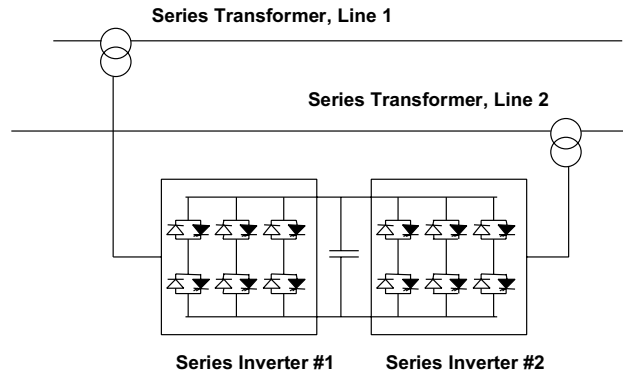 Series Transformer, Line 1
Series Transformer, Line 2
Series Inverter #1
Series Inverter #2